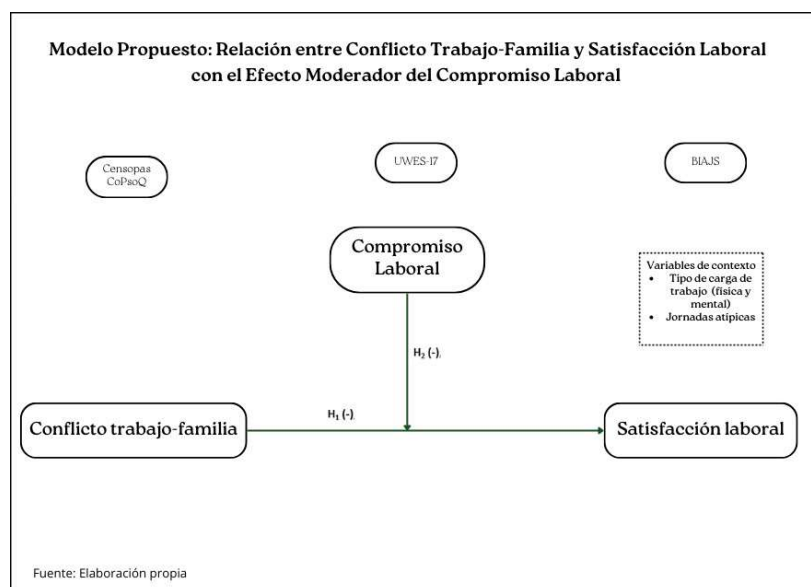 Modelo Propuesto: Relación entre Conflicto Trabajo-Familia y Satisfacción Laboral
con el Efecto Moderador del Compromiso Laboral
Censopas
CoPsoQ
UWES-17
BIAJS
Compromiso
Laboral
Variables de contexto
• Tipo de carga de
trabajo (física y
mental)
• Jornadas atípicas
H₂ (-).
H₁ (-).
Conflicto trabajo-familia
Satisfacción laboral
Fuente: Elaboración propia